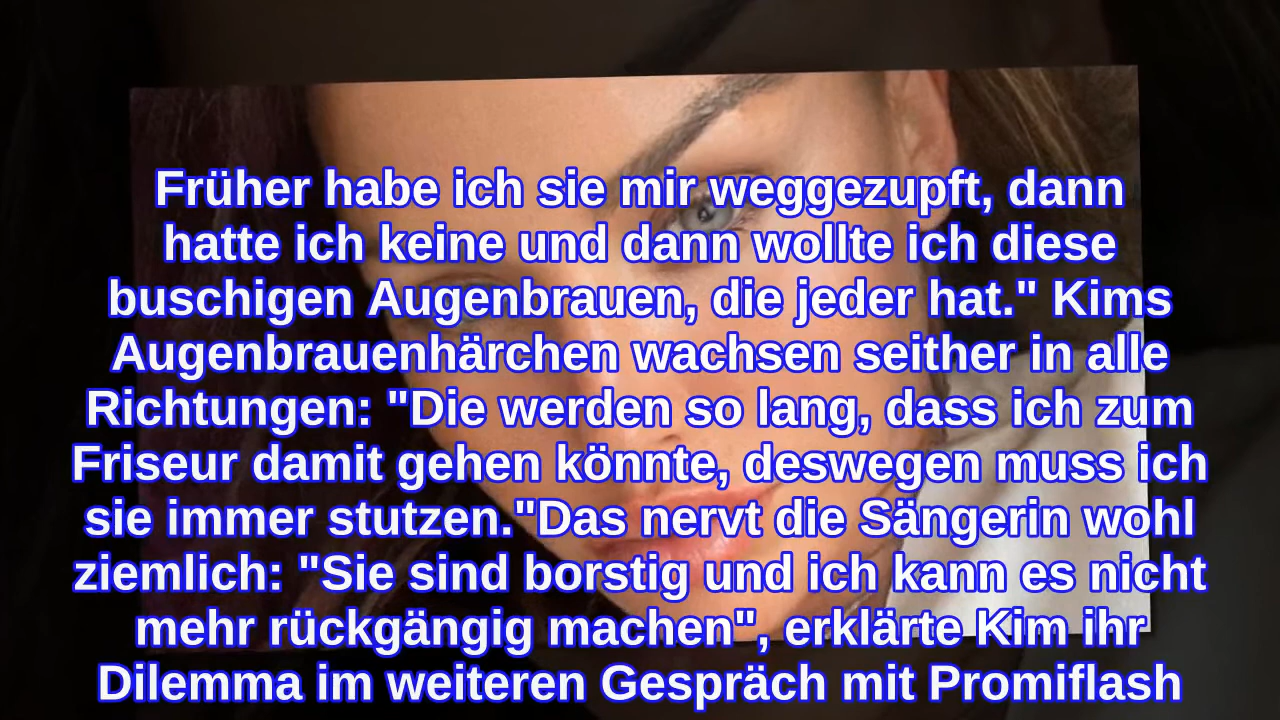 Früher habe ich sie mir weggezupft, dann
hatte ich keine und dann wollte ich diese
buschigen Augenbrauen, die jeder hat." Kims
Augenbrauenhärchen wachsen seither in alle
Richtungen: "Die werden so lang, dass ich zum
Friseur damit gehen könnte, deswegen muss ich
sie immer stutzen."Das nervt die Sängerin wohl
ziemlich: "Sie sind borstig und ich kann es nicht
mehr rückgängig machen", erklärte Kim ihr
Dilemma im weiteren Gespräch mit Promiflash